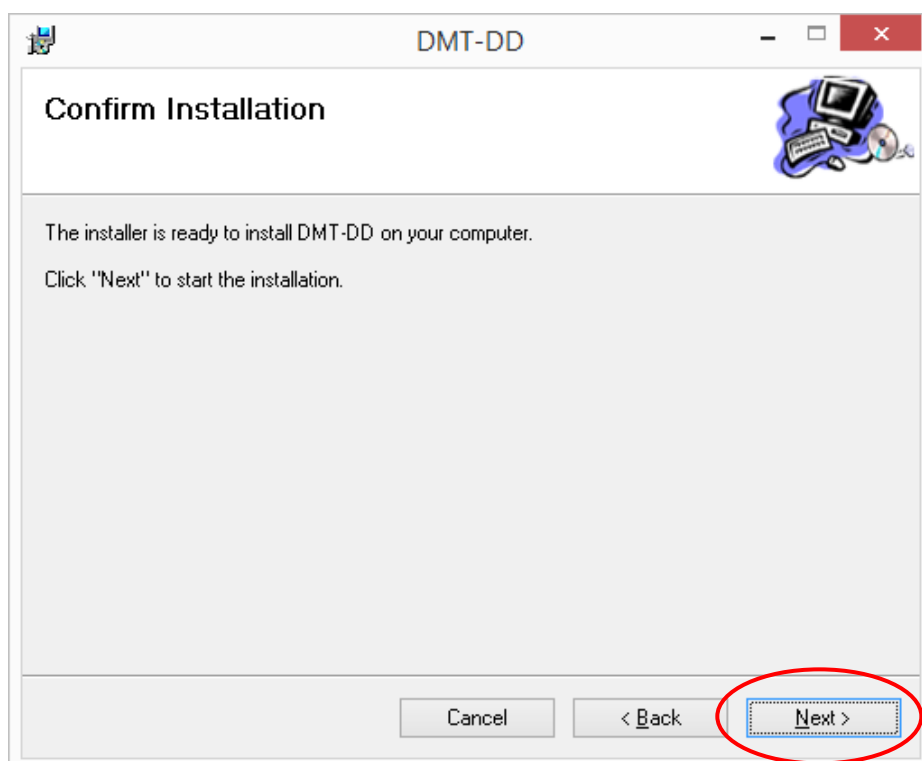 DMT-DD
Confirm Installation
The installer is ready to install DMT-DD on your computer.
Click "Next" to start the installation.
Cancel
< Back
Next >